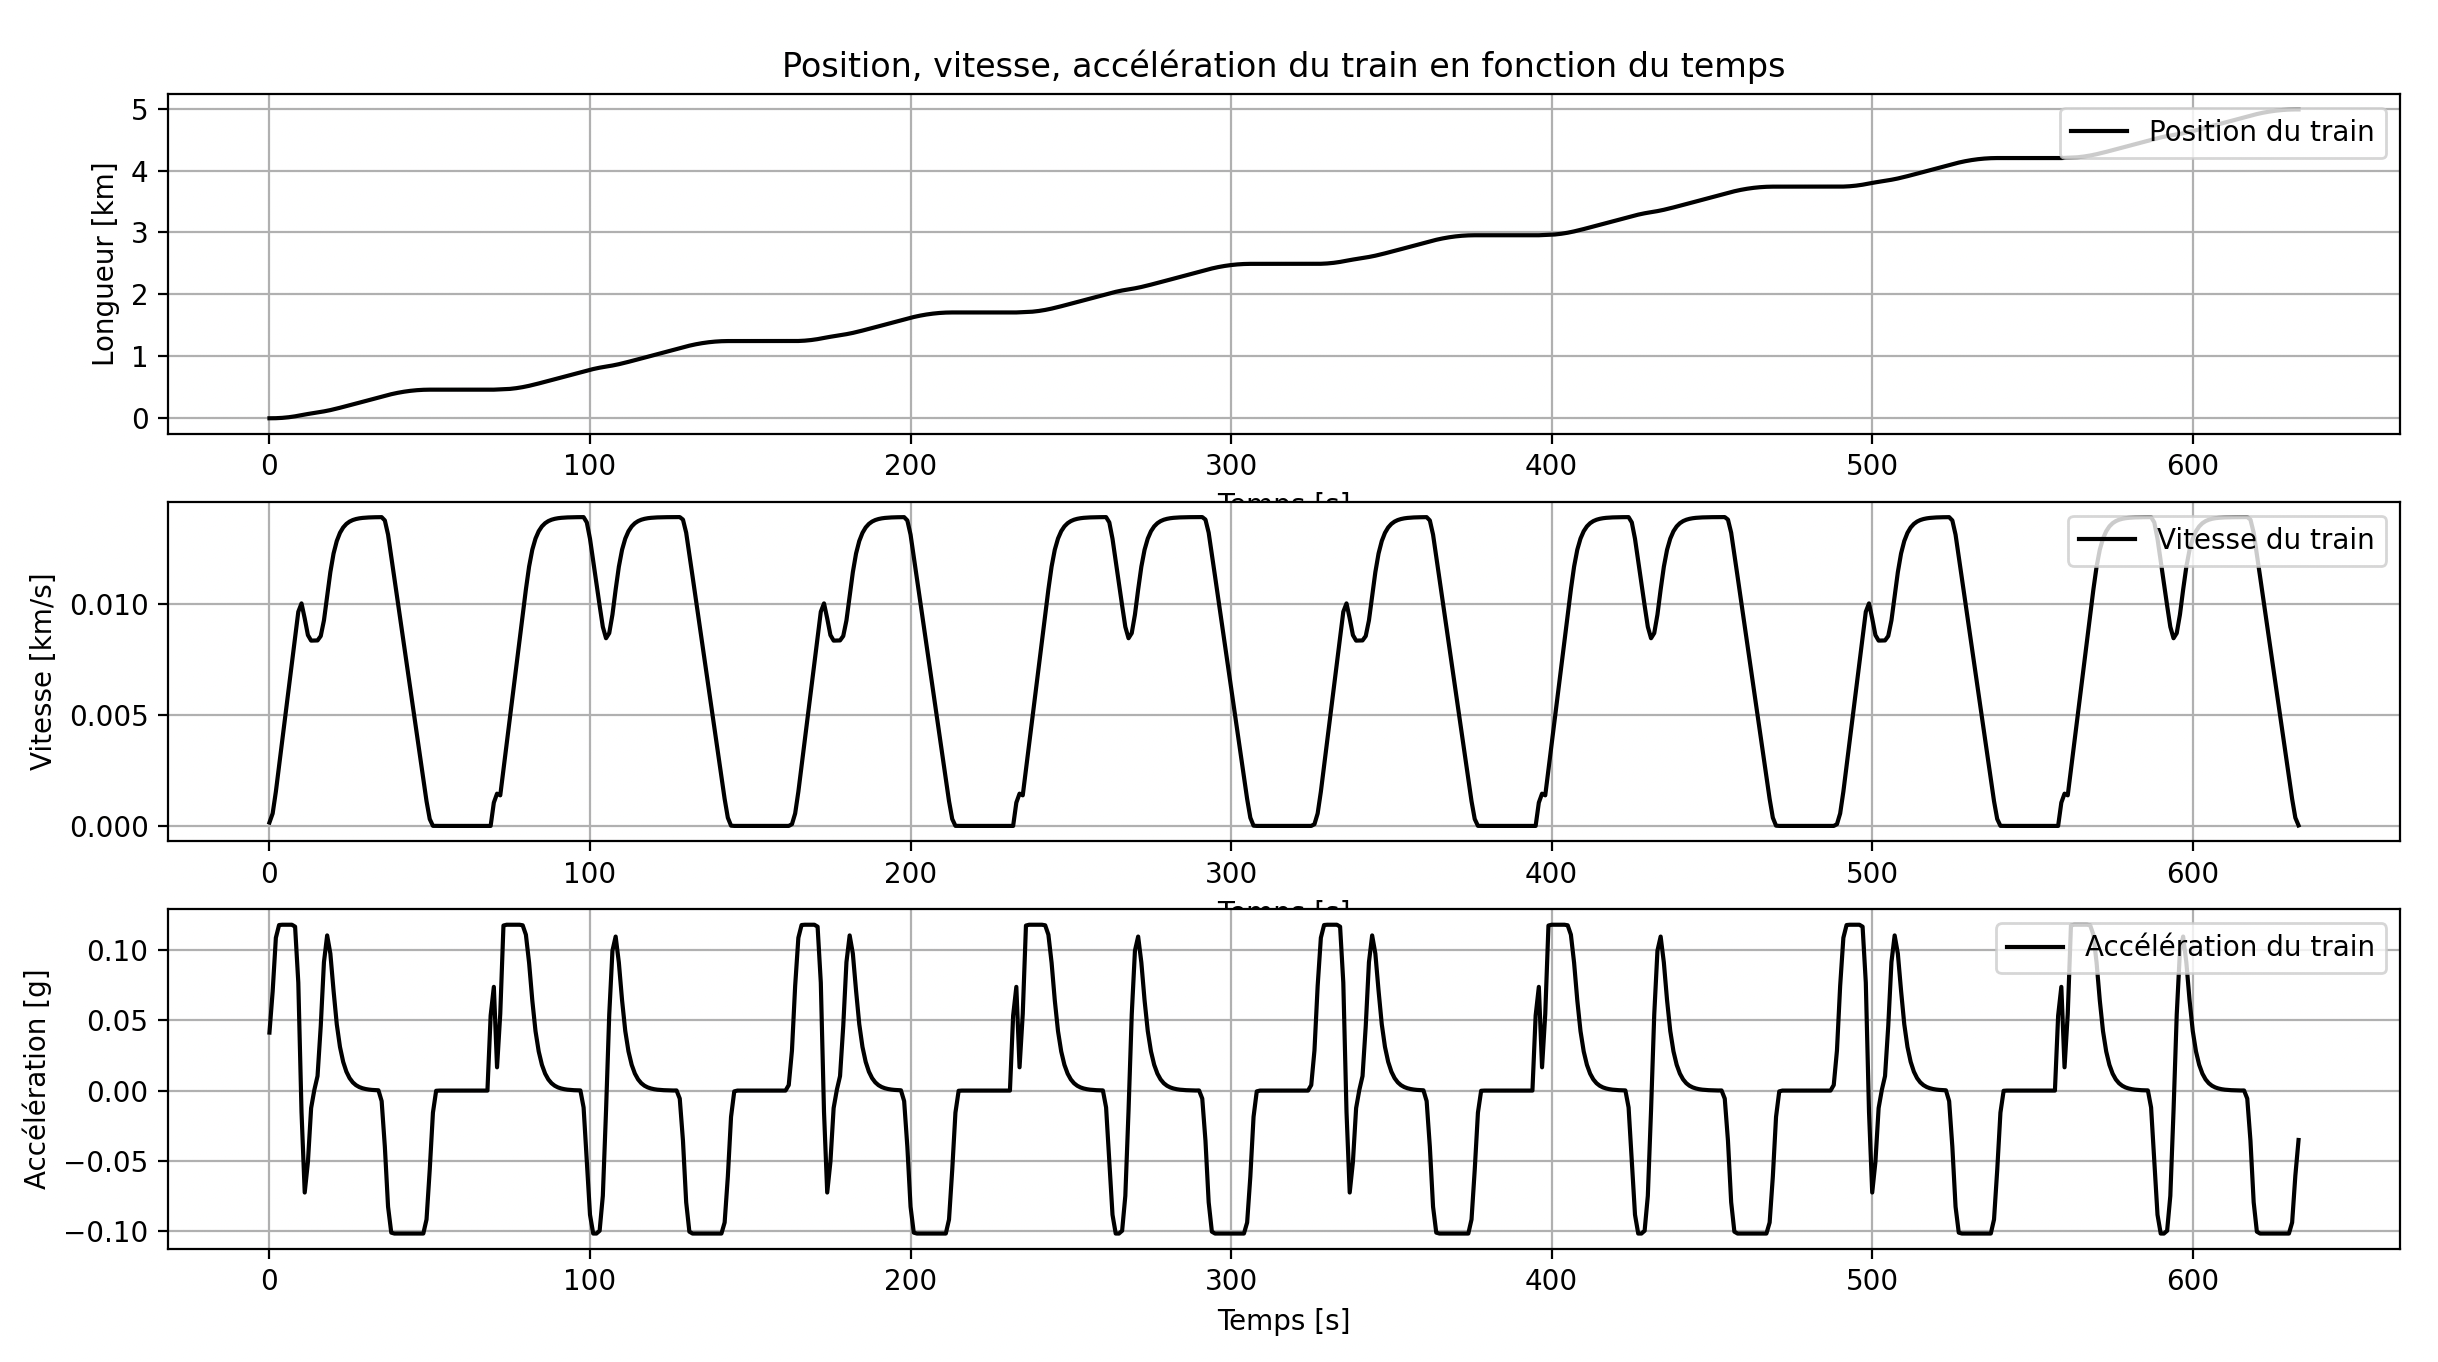 Position, vitesse, accélération du train en fonction du temps
5
4
3
2
1
0
Longueur [km]
Position du train
0 100 200 300 400 500 600
Temps [s]
0.010
0.005
0.000
Vitesse [km/s]
Vitesse du train
0 100 200 300 400 500 600
Temps [s]
0.10
0.05
0.00
−0.05
−0.10
Accélération [g]
Accélération du train
0 100 200 300 400 500 600
Temps [s]